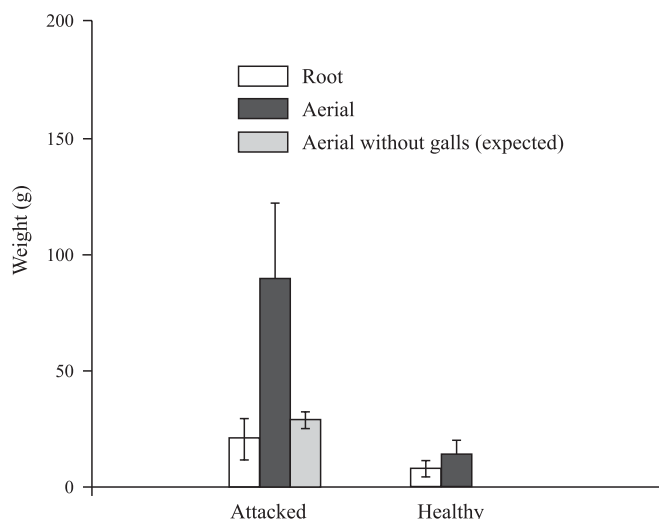 200
Root
Aerial
150
Aerial without galls (expected)
Weight (g)
100
50
0
Attacked
Healthy